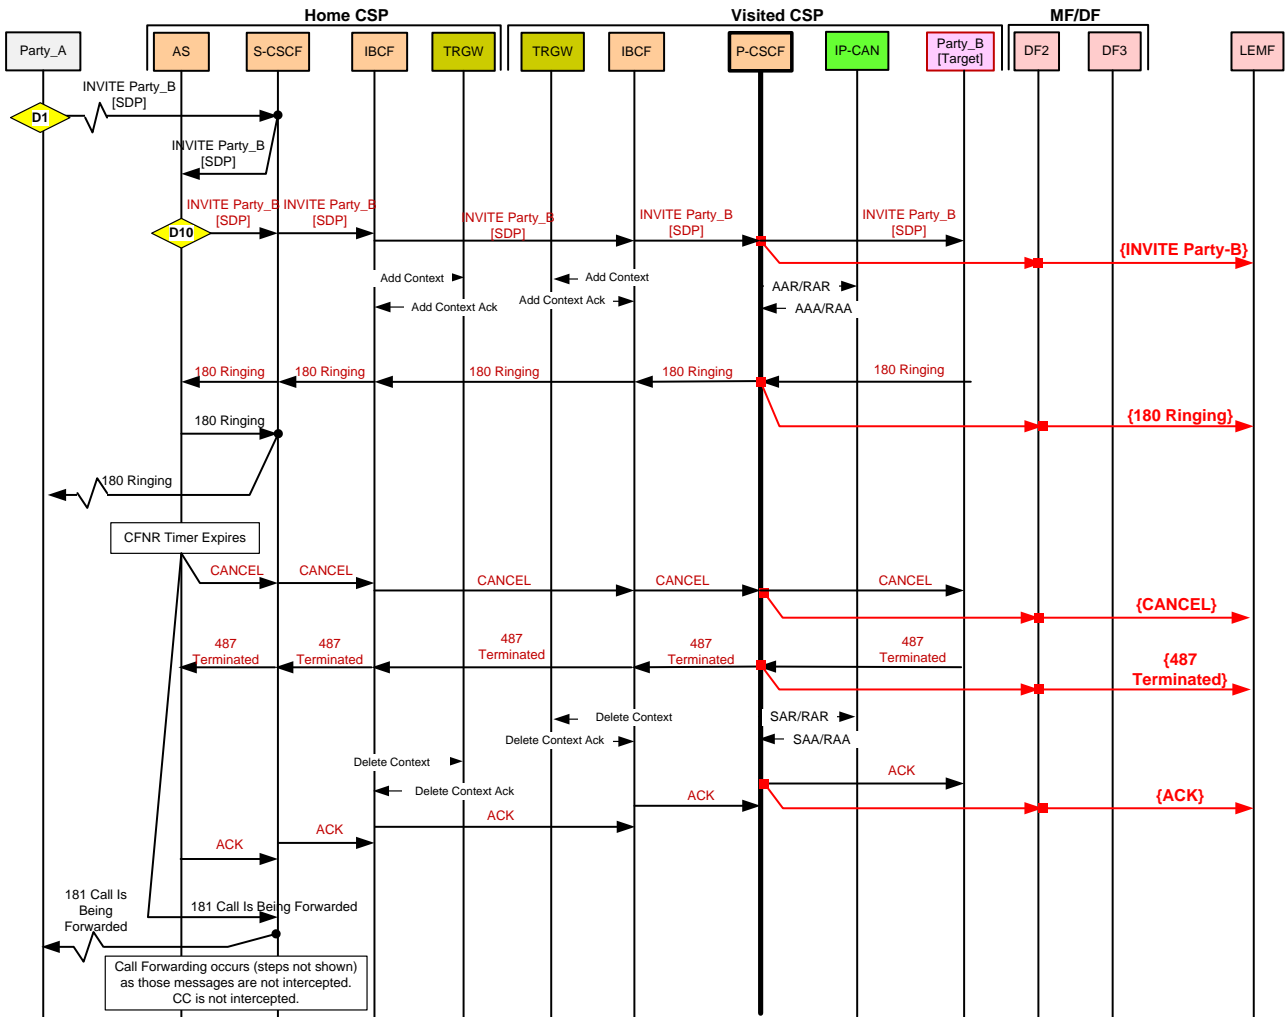 Home CSP
Visited CSP
MF/DF
Party_A
AS
S-CSCF
IBCF
TRGW
TRGW
IBCF
P-CSCF
IP-CAN
Party_B
[Target]
DF2
DF3
LEMF
INVITE Party_B
[SDP]
D1
INVITE Party_B
[SDP]
D10
INVITE Party_B
[SDP]
INVITE Party_B
[SDP]
INVITE Party_B
[SDP]
INVITE Party_B
[SDP]
INVITE Party_B
[SDP]
{INVITE Party-B}
Add Context
Add Context
AAR/RAR
Add Context Ack
Add Context Ack
AAA/RAA
180 Ringing
180 Ringing
180 Ringing
180 Ringing
180 Ringing
180 Ringing
{180 Ringing}
180 Ringing
CFNR Timer Expires
CANCEL
CANCEL
CANCEL
CANCEL
CANCEL
{CANCEL}
487
Terminated
487
Terminated
487
Terminated
487
Terminated
487
Terminated
{487
Terminated}
Delete Context
SAR/RAR
Delete Context Ack
SAA/RAA
Delete Context
Delete Context Ack
ACK
{ACK}
ACK
ACK
ACK
ACK
181 Call Is
Being
Forwarded
181 Call Is Being Forwarded
Call Forwarding occurs (steps not shown)
as those messages are not intercepted.
CC is not intercepted.